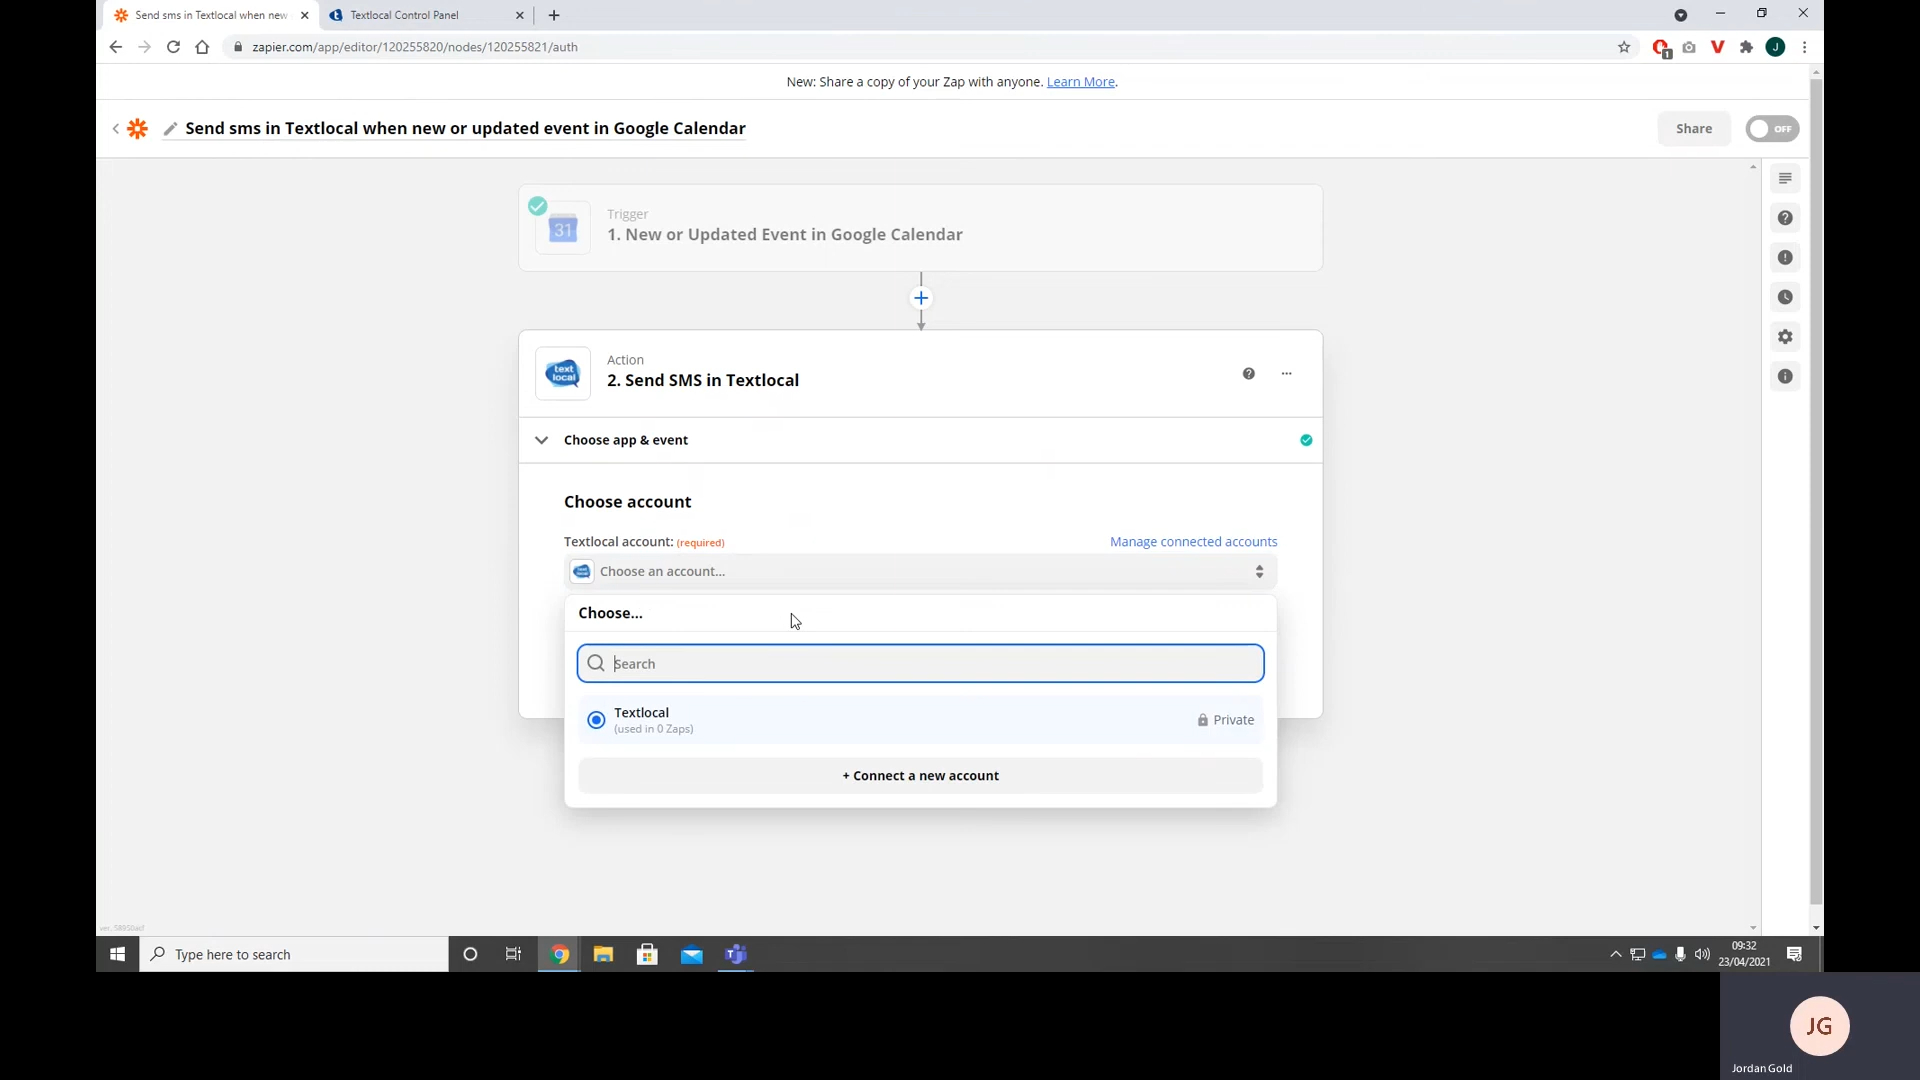 Send sms in Textlocal when new
Textlocal Control Panel
zapier.com/app/editor/120255820/nodes/120255821/auth
1
J
New: Share a copy of your Zap with anyone. Learn More.
Send sms in Textlocal when new or updated event in Google Calendar
Share
OFF
31
Trigger
1. New or Updated Event in Google Calendar
text local
Action
2. Send SMS in Textlocal
...
Choose app & event
Choose account
Textlocal account: (required)
Manage connected accounts
Choose an account...
Choose...
Search
Textlocal
Private
(used in 0 Zaps)
+ Connect a new account
Type here to search
09:32
23/04/2021
JG
Jordan Gold